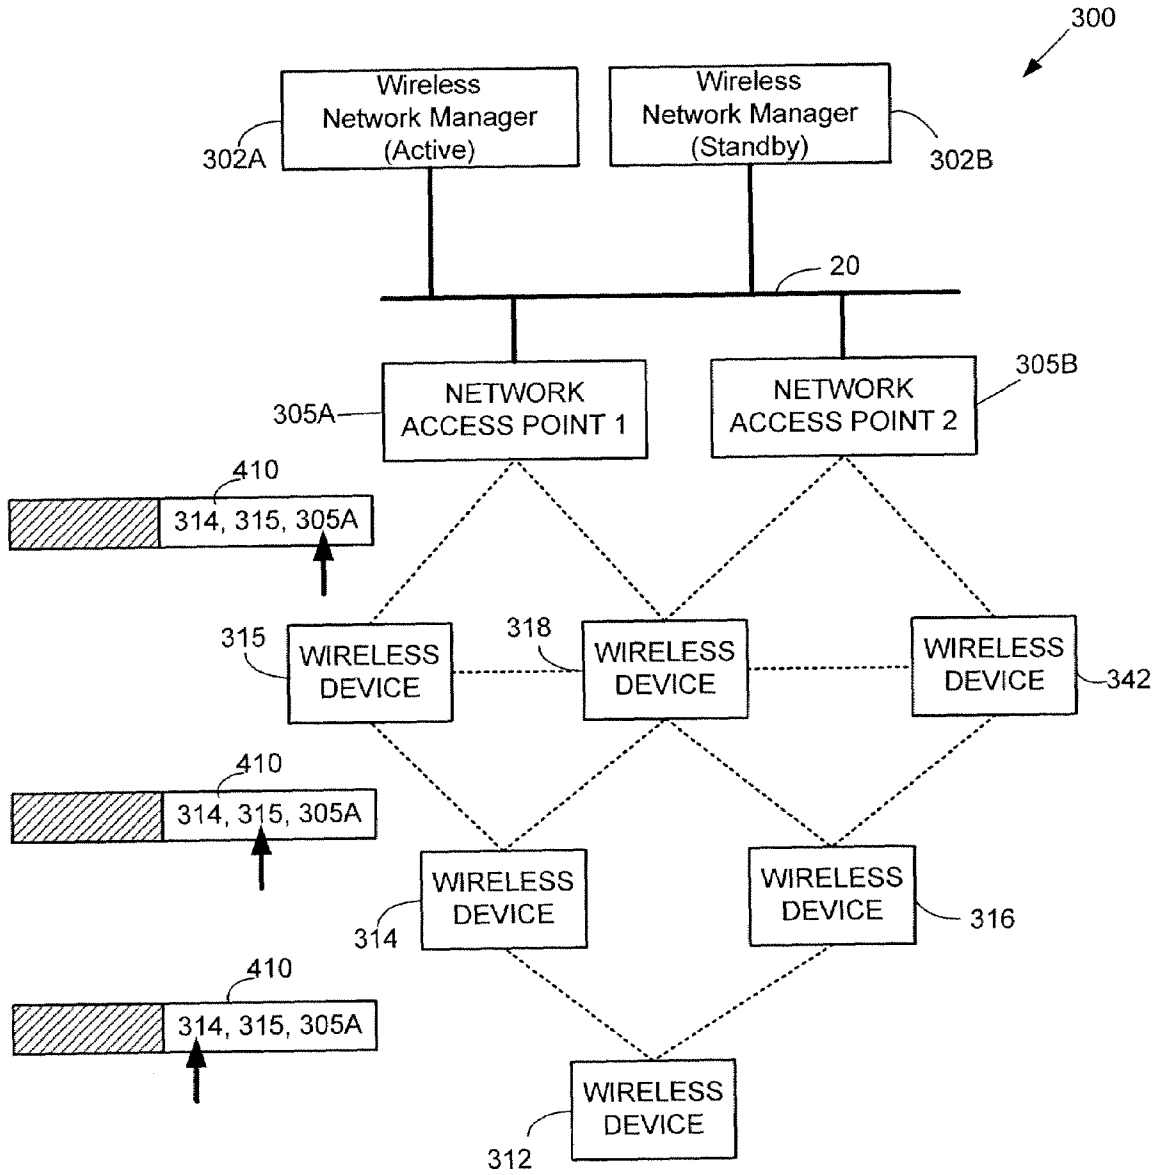 300
Wireless
Network Manager
(Active)
Wireless
Network Manager
(Standby)
302A
302B
20
NETWORK
ACCESS POINT 1
NETWORK
ACCESS POINT 2
305A
305B
410
314, 315, 305A
315
WIRELESS
DEVICE
318
WIRELESS
DEVICE
WIRELESS
DEVICE
342
410
314, 315, 305A
WIRELESS
DEVICE
314
WIRELESS
DEVICE
316
410
314, 315, 305A
WIRELESS
DEVICE
312